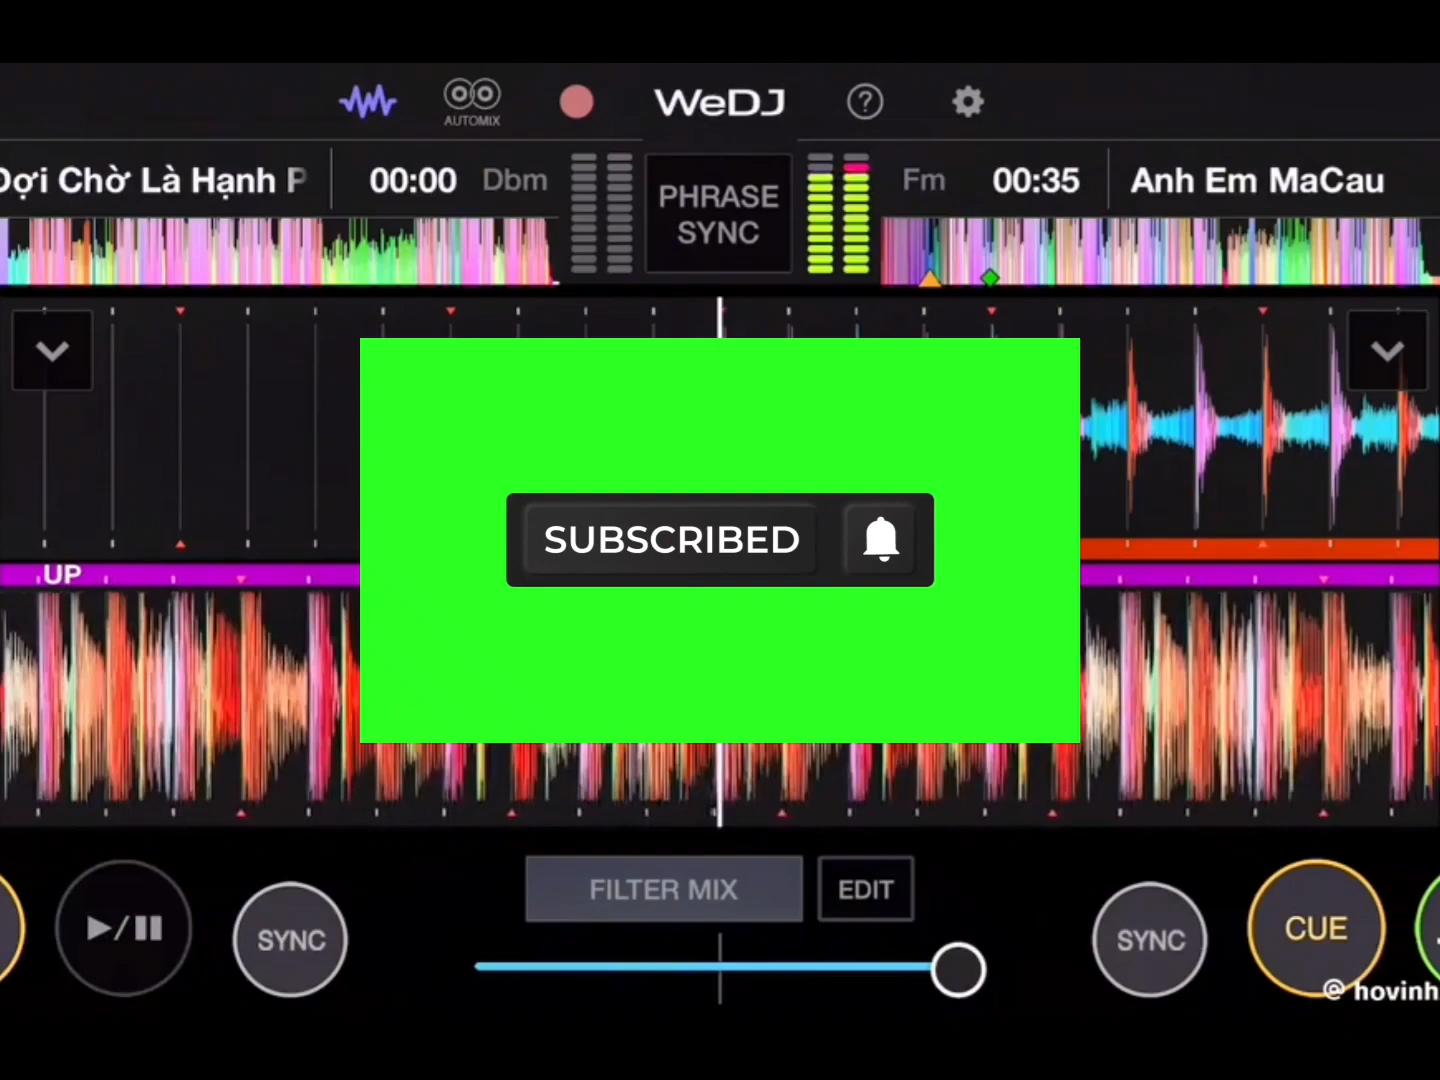 WeDJ
AUTOMIX
Dợi Chờ Là Hạnh P
00:00
Dbm
PHRASE
SYNC
Fm
00:35
Anh Em MaCau
SUBSCRIBED
UP
FILTER MIX
EDIT
SYNC
SYNC
CUE
@ hovinh